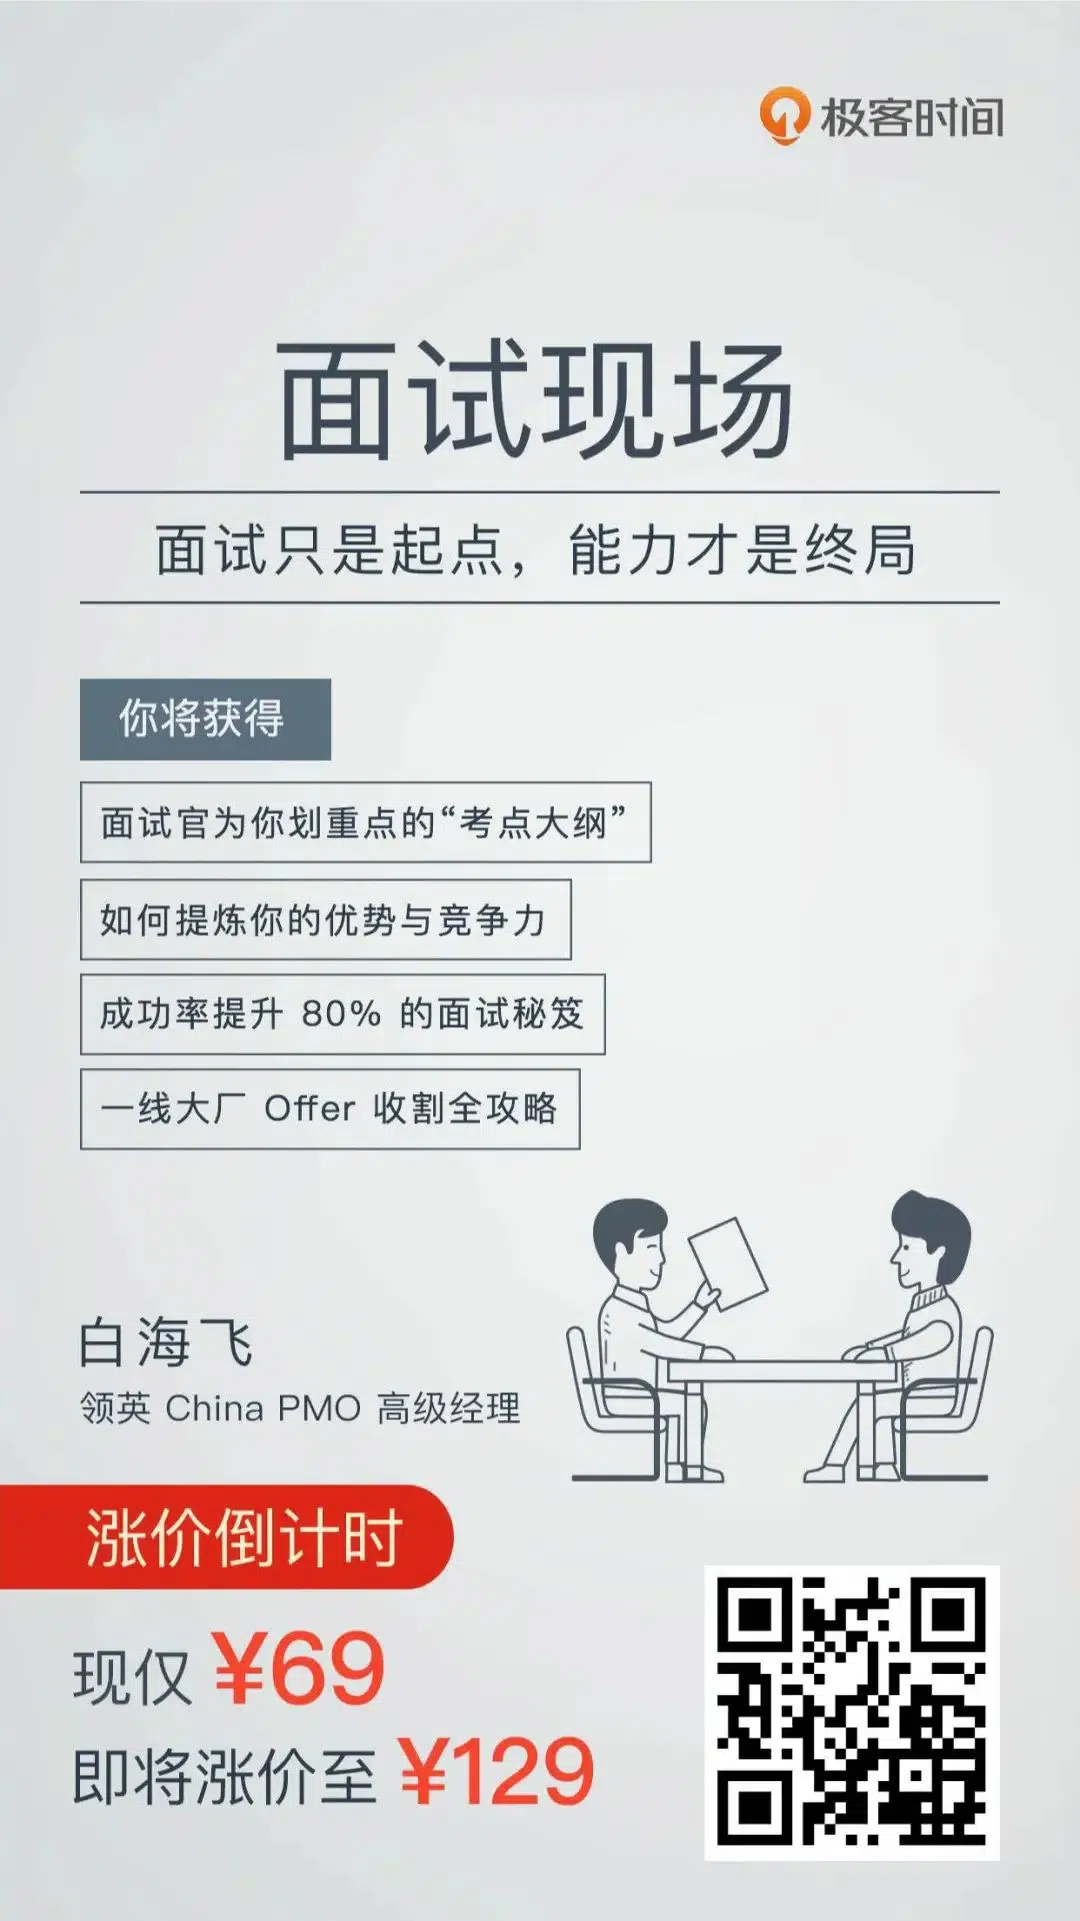 极客时间
面试现场
面试只是起点，能力才是终局
你将获得
面试官为你划重点的“考点大纲”
如何提炼你的优势与竞争力
成功率提升 80% 的面试秘笈
一线大厂 Offer 收割全攻略
白海飞
领英 China PMO 高级经理
涨价倒计时
现仅 ¥69
即将涨价至 ¥129